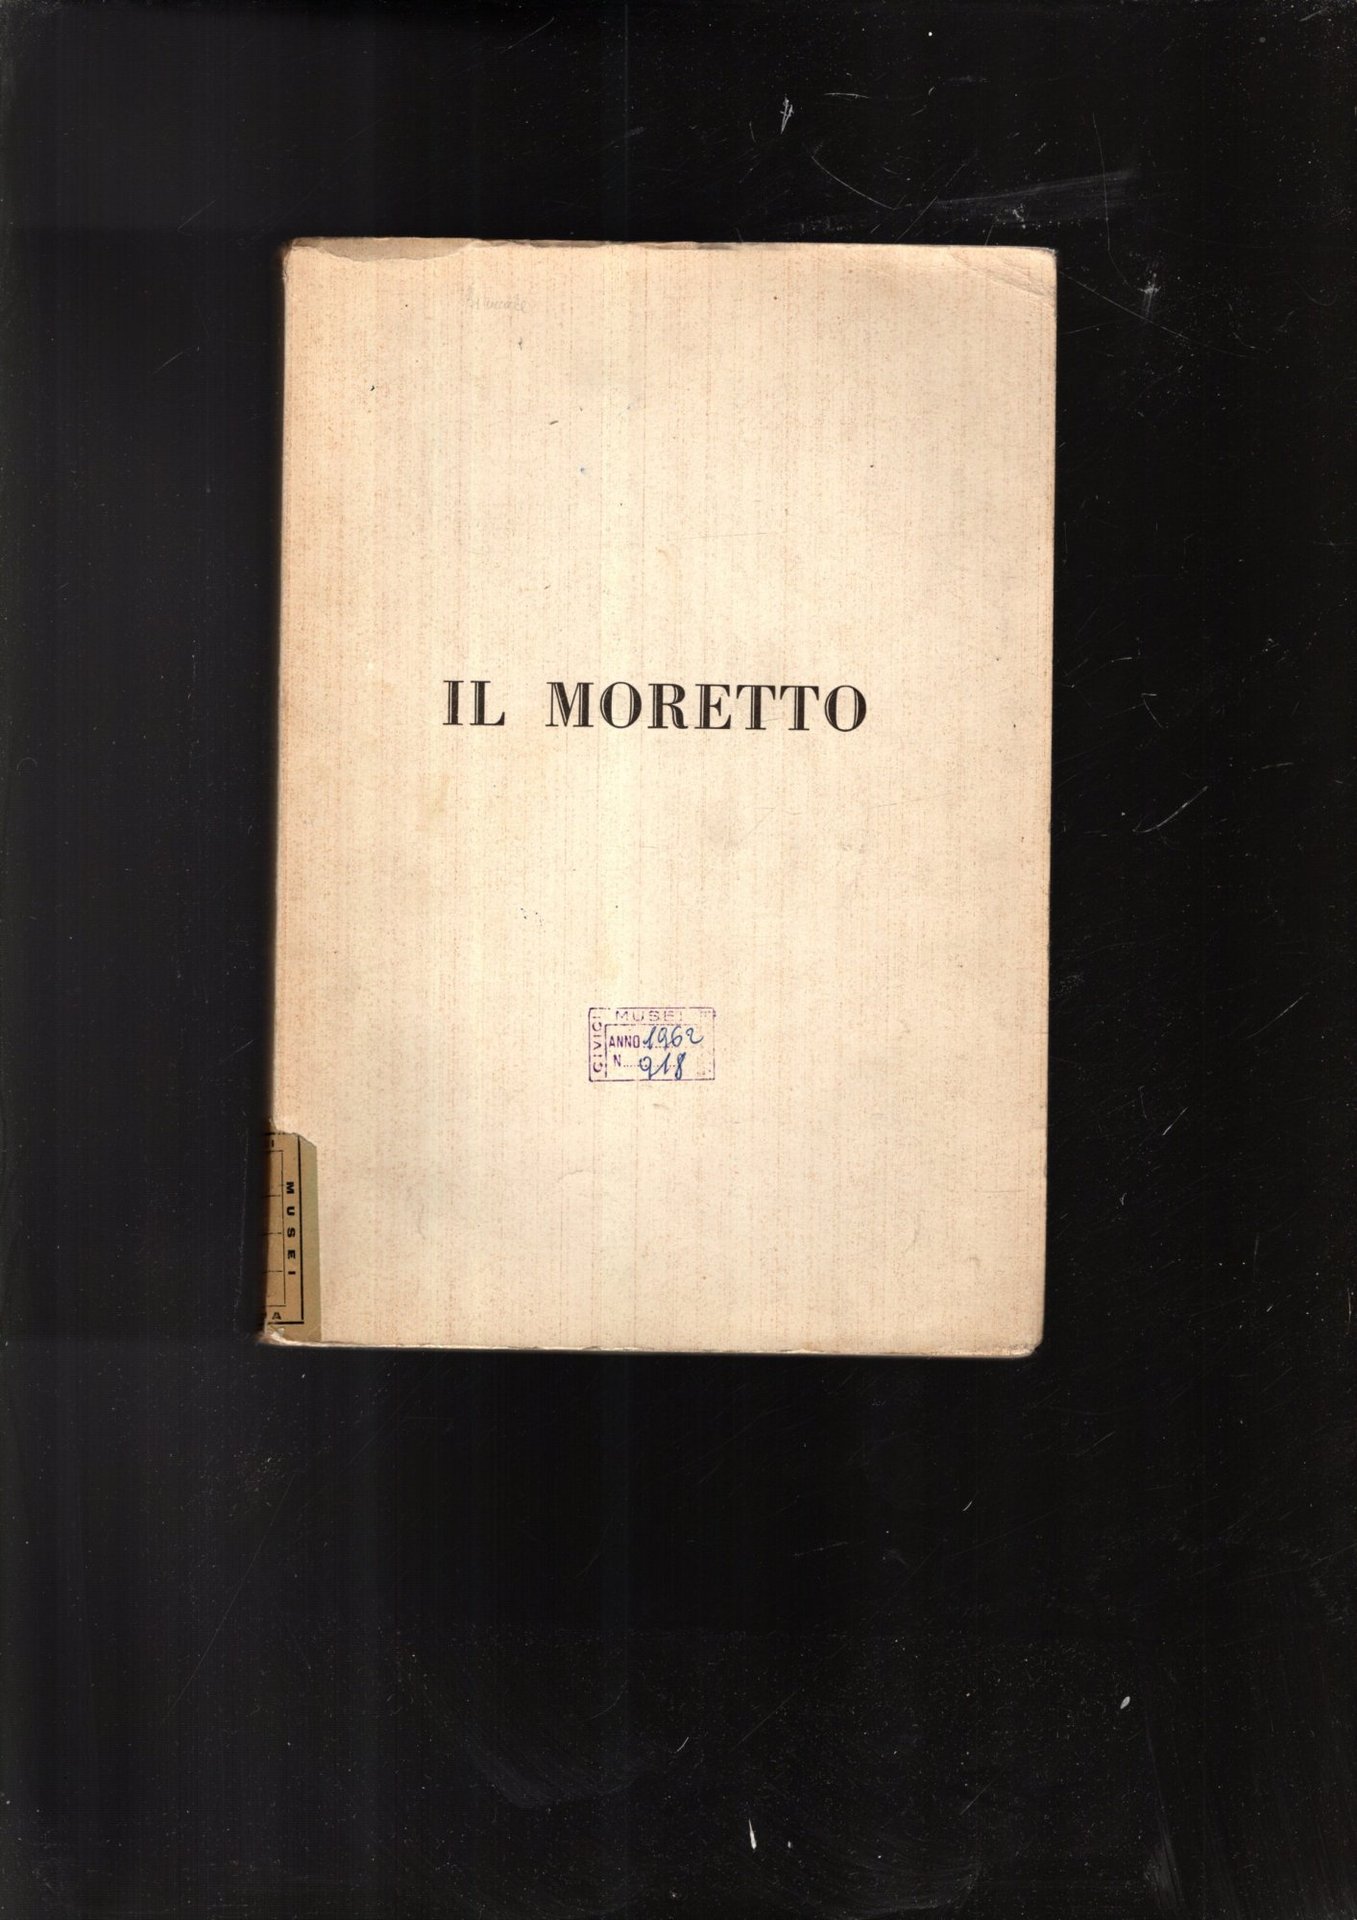 IL MORETTO
CIVICI
MUSEI
ANNO 1962
N. 918
MUSEI